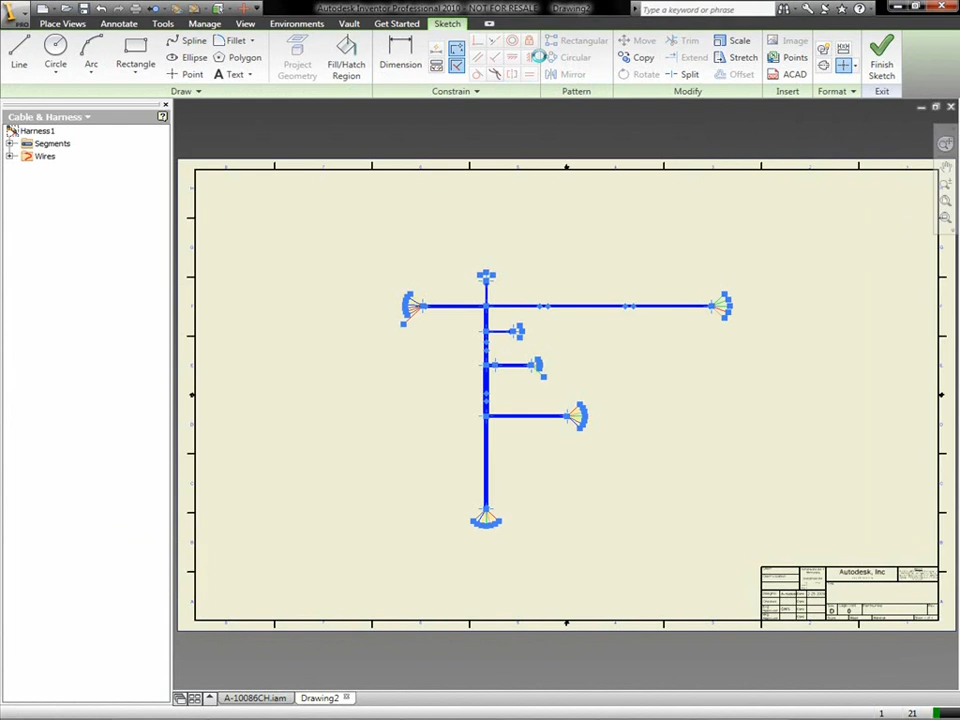 Autodesk Inventor Professional 2010 - NOT FOR RESALE - Drawing2
Type a keyword or phrase
PRO
Place Views Annotate Tools Manage View Environments Vault Get Started Sketch
Line Circle Arc Rectangle
Spline Fillet
Ellipse Polygon
Point Text
Project Geometry
Fill/Hatch Region
Dimension
Rectangular
Circular
Mirror
Move Trim Scale
Copy Extend Stretch
Rotate Split Offset
Image
Points
ACAD
Finish Sketch
Draw Constrain Pattern Modify Insert Format Exit
Cable & Harness
Harness1
Segments
Wires
Autodesk, Inc
D
0
A-10086CH.iam Drawing2
1 21